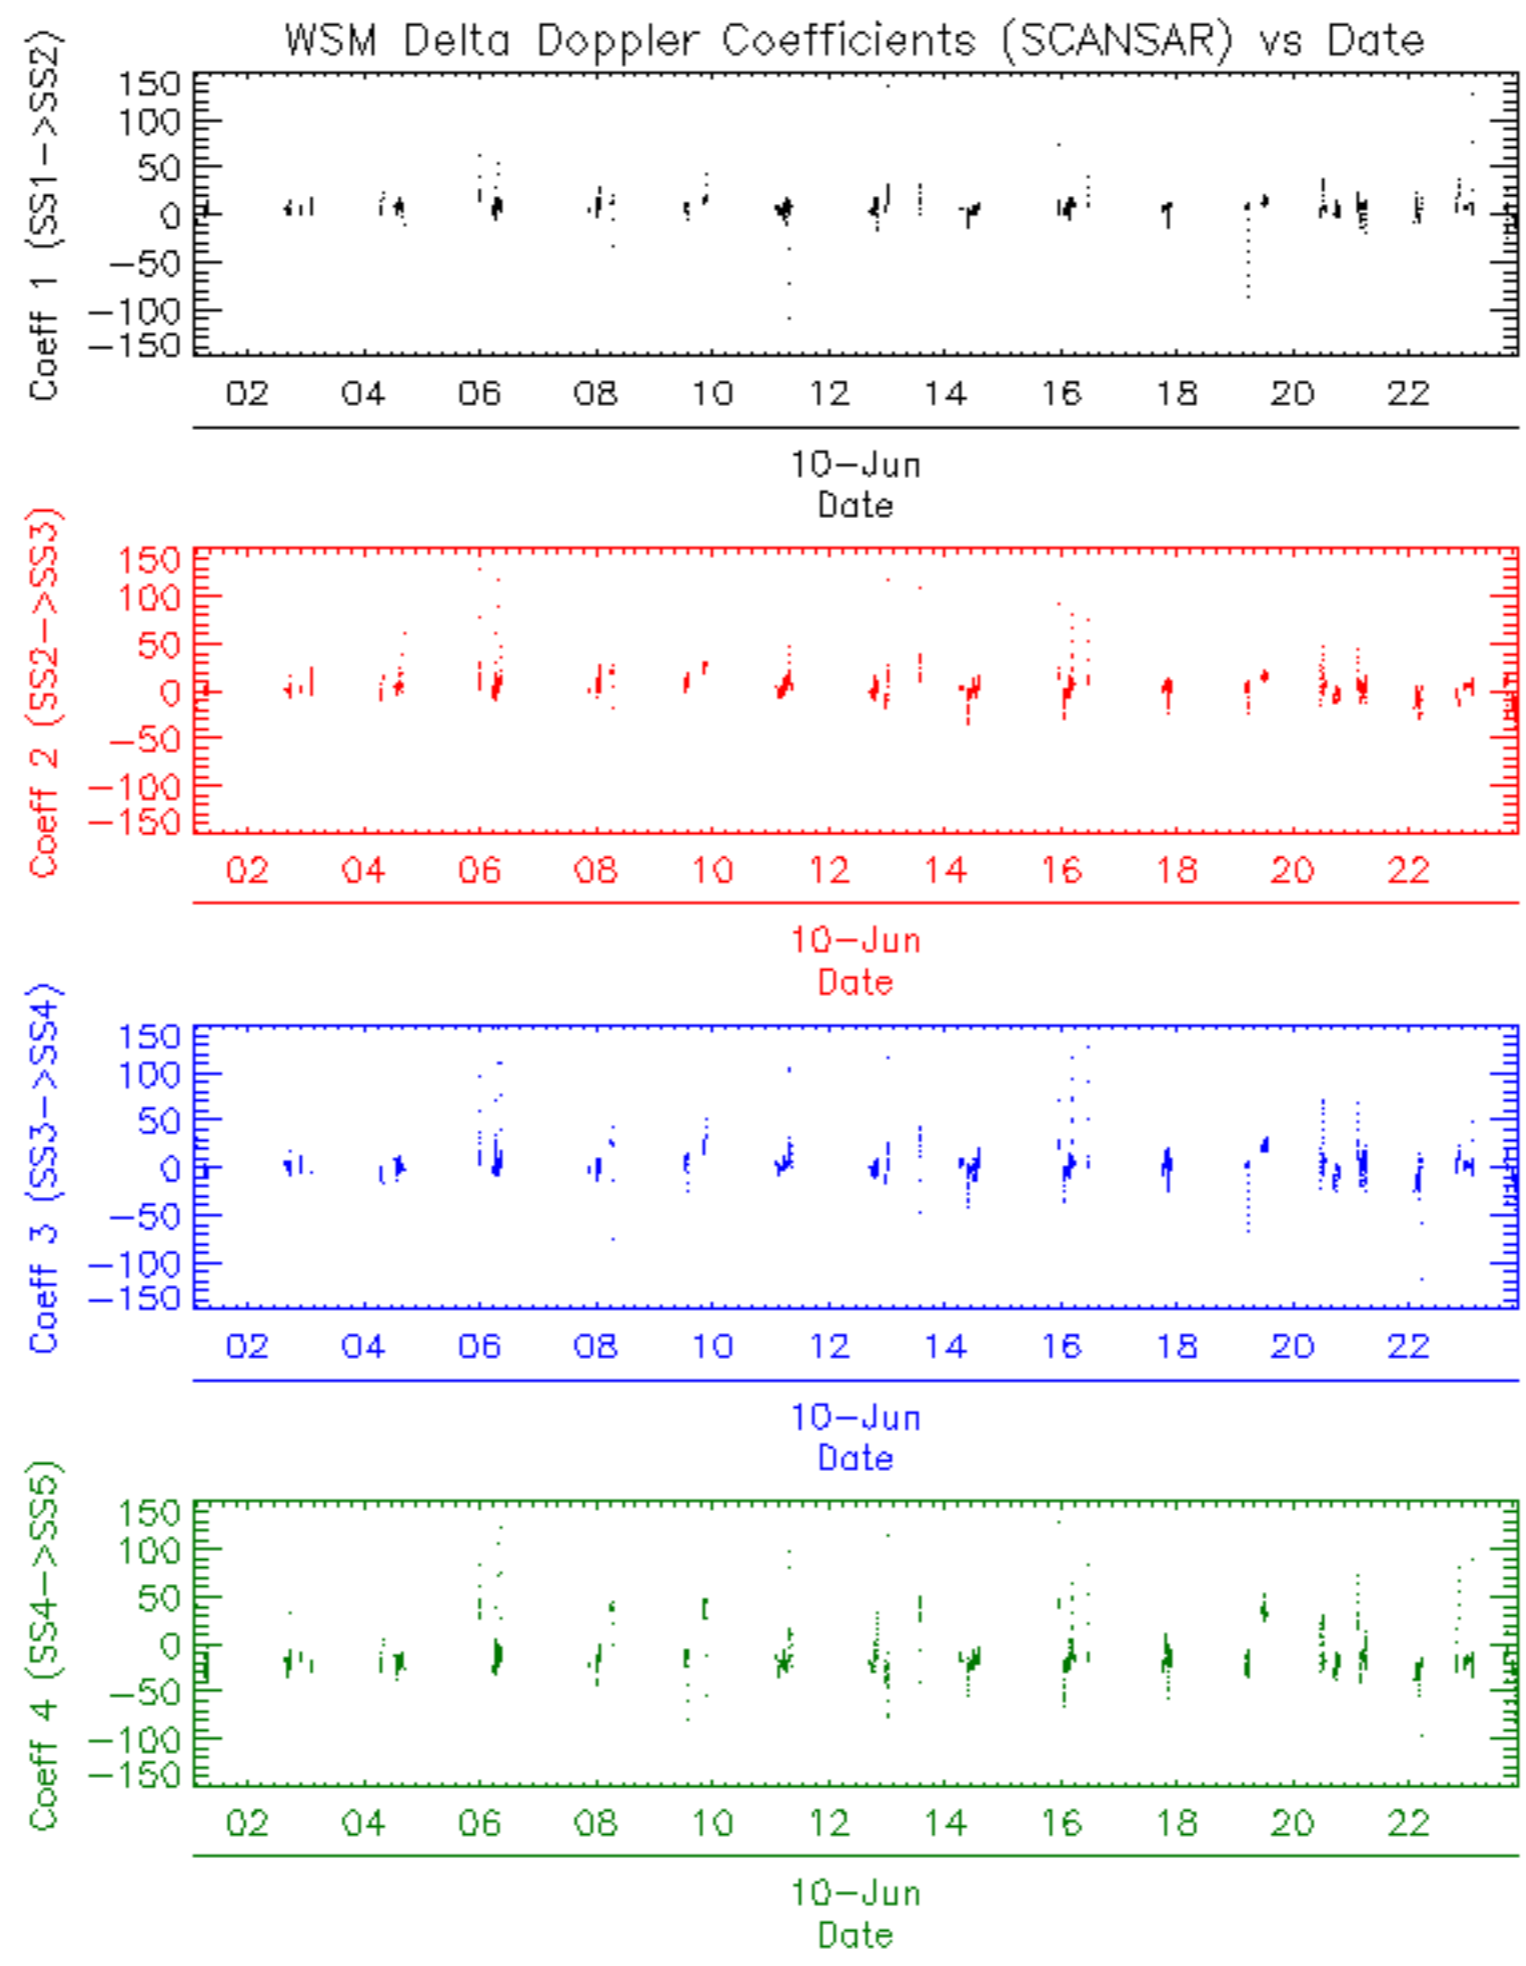 WSM Delta Doppler Coefficients (SCANSAR) vs Date
Coeff 1 (SS1->SS2)
150
100
50
0
-50
-100
-150
02 04 06 08 10 12 14 16 18 20 22
10-Jun
Date
Coeff 2 (SS2->SS3)
150
100
50
0
-50
-100
-150
02 04 06 08 10 12 14 16 18 20 22
10-Jun
Date
Coeff 3 (SS3->SS4)
150
100
50
0
-50
-100
-150
02 04 06 08 10 12 14 16 18 20 22
10-Jun
Date
Coeff 4 (SS4->SS5)
150
100
50
0
-50
-100
-150
02 04 06 08 10 12 14 16 18 20 22
10-Jun
Date